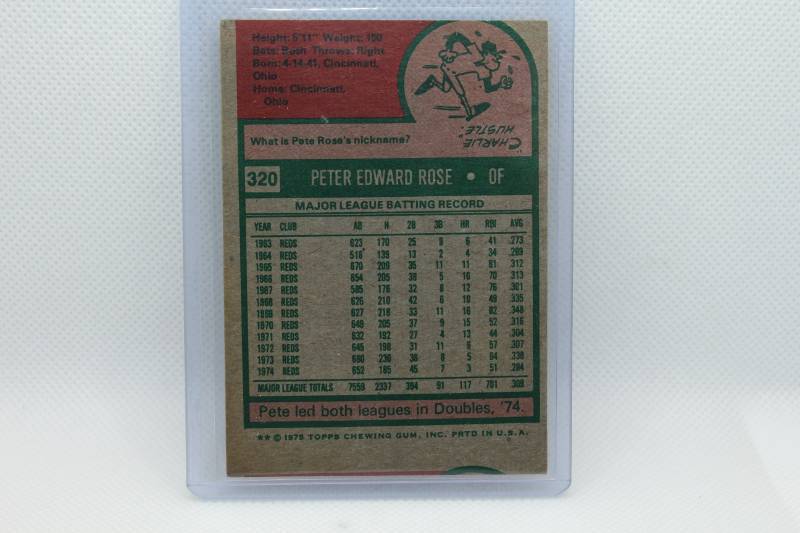 Height: 5'11" Weight: 190
Bats: Both Throws: Right
Born: 4-14-41, Cincinnati,
Ohio
Home: Cincinnati,
Ohio
What is Pete Rose's nickname?
"CHARLIE
HUSTLE."
320 PETER EDWARD ROSE • OF
MAJOR LEAGUE BATTING RECORD
YEAR CLUB AB H 2B 3B HR RBI AVG
1963 REDS 623 170 25 9 6 41 .273
1964 REDS 516 139 13 2 4 34 .269
1965 REDS 670 209 35 11 11 81 .312
1966 REDS 654 205 38 5 16 70 .313
1967 REDS 585 176 32 8 12 76 .301
1968 REDS 626 210 42 6 10 49 .335
1969 REDS 627 218 33 11 16 82 .348
1970 REDS 649 205 37 9 15 52 .316
1971 REDS 632 192 27 4 13 44 .304
1972 REDS 645 198 31 11 6 57 .307
1973 REDS 680 230 36 8 5 64 .338
1974 REDS 652 185 45 7 3 51 .284
MAJOR LEAGUE TOTALS 7559 2337 394 91 117 701 .309
Pete led both leagues in Doubles, '74.
** © 1975 TOPPS CHEWING GUM, INC. PRTD IN U.S.A.